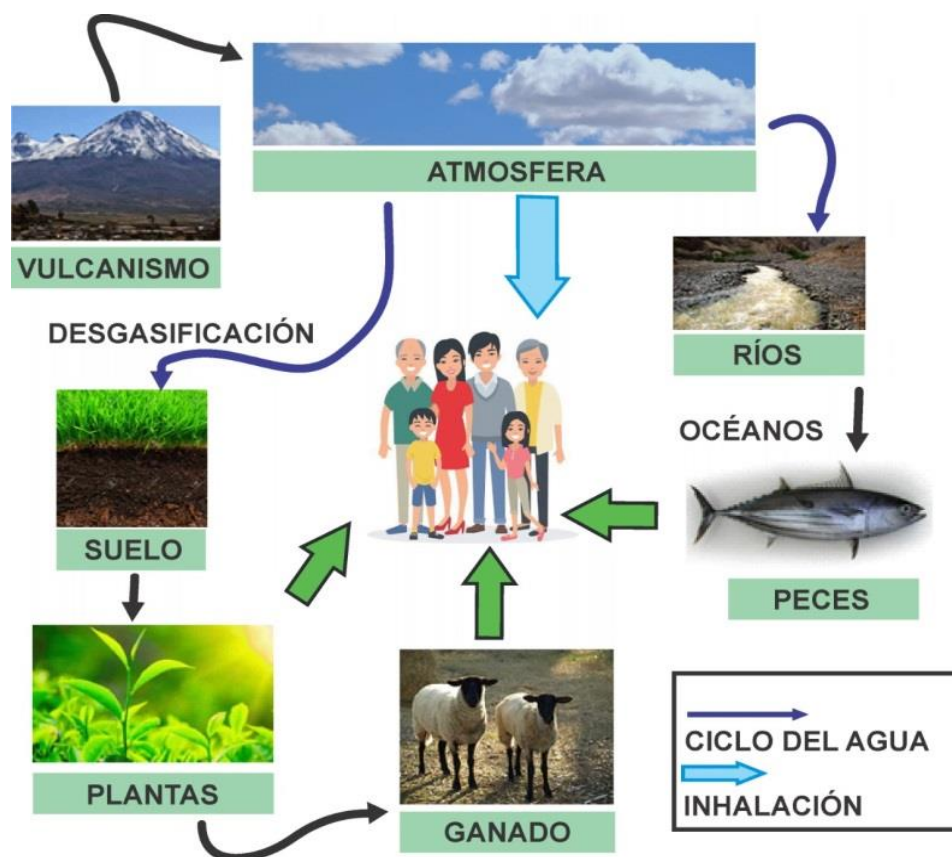 ATMOSFERA
VULCANISMO
DESGASIFICACIÓN
RÍOS
OCÉANOS
SUELO
PECES
PLANTAS
GANADO
CICLO DEL AGUA
INHALACIÓN